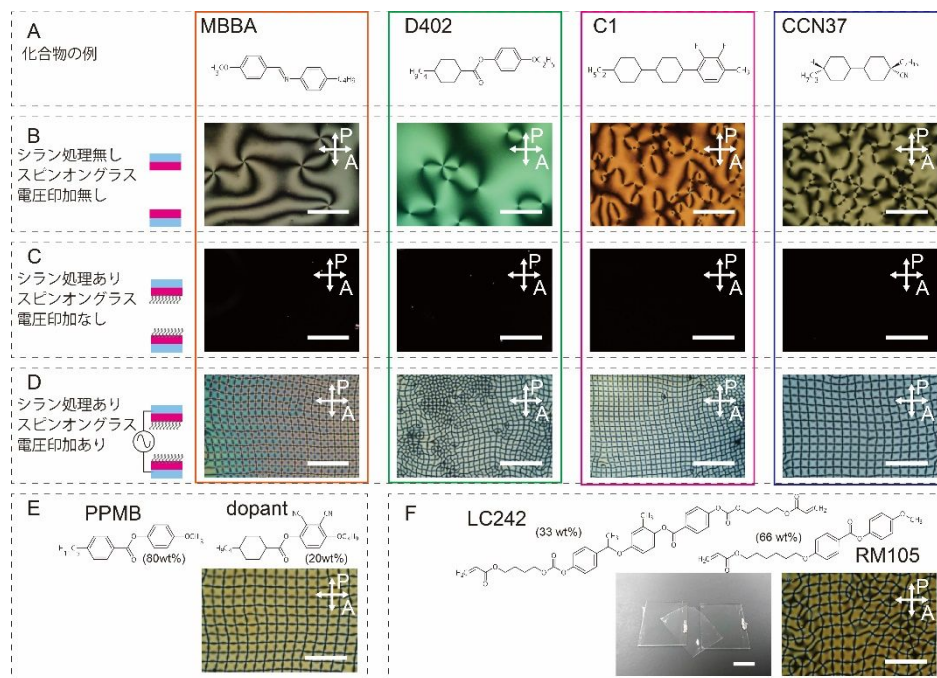 A
化合物の例
MBBA
D402
C1
CCN37
B
シラン処理無し
スピンオングラス
電圧印加無し
P
A
P
A
P
A
P
A
C
シラン処理あり
スピンオングラス
電圧印加なし
P
A
P
A
P
A
P
A
D
シラン処理あり
スピンオングラス
電圧印加あり
P
A
P
A
P
A
P
A
E
PPMB
(80wt%)
dopant
(20wt%)
P
A
F
LC242
(33 wt%)
(66 wt%)
RM105
P
A